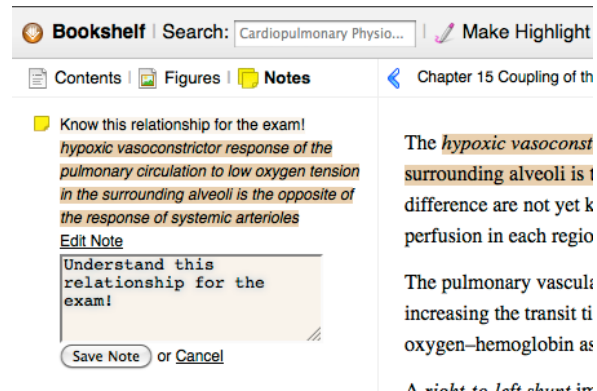 Bookshelf | Search: Cardiopulmonary Physio... | Make Highlight
Contents | Figures | Notes
Chapter 15 Coupling of th
Know this relationship for the exam!
hypoxic vasoconstrictor response of the
pulmonary circulation to low oxygen tension
in the surrounding alveoli is the opposite of
the response of systemic arterioles
Edit Note
Understand this
relationship for the
exam!
Save Note or Cancel
The hypoxic vasoconst
surrounding alveoli is t
difference are not yet k
perfusion in each regio
The pulmonary vascula
increasing the transit ti
oxygen–hemoglobin as
A right-to-left shunt im